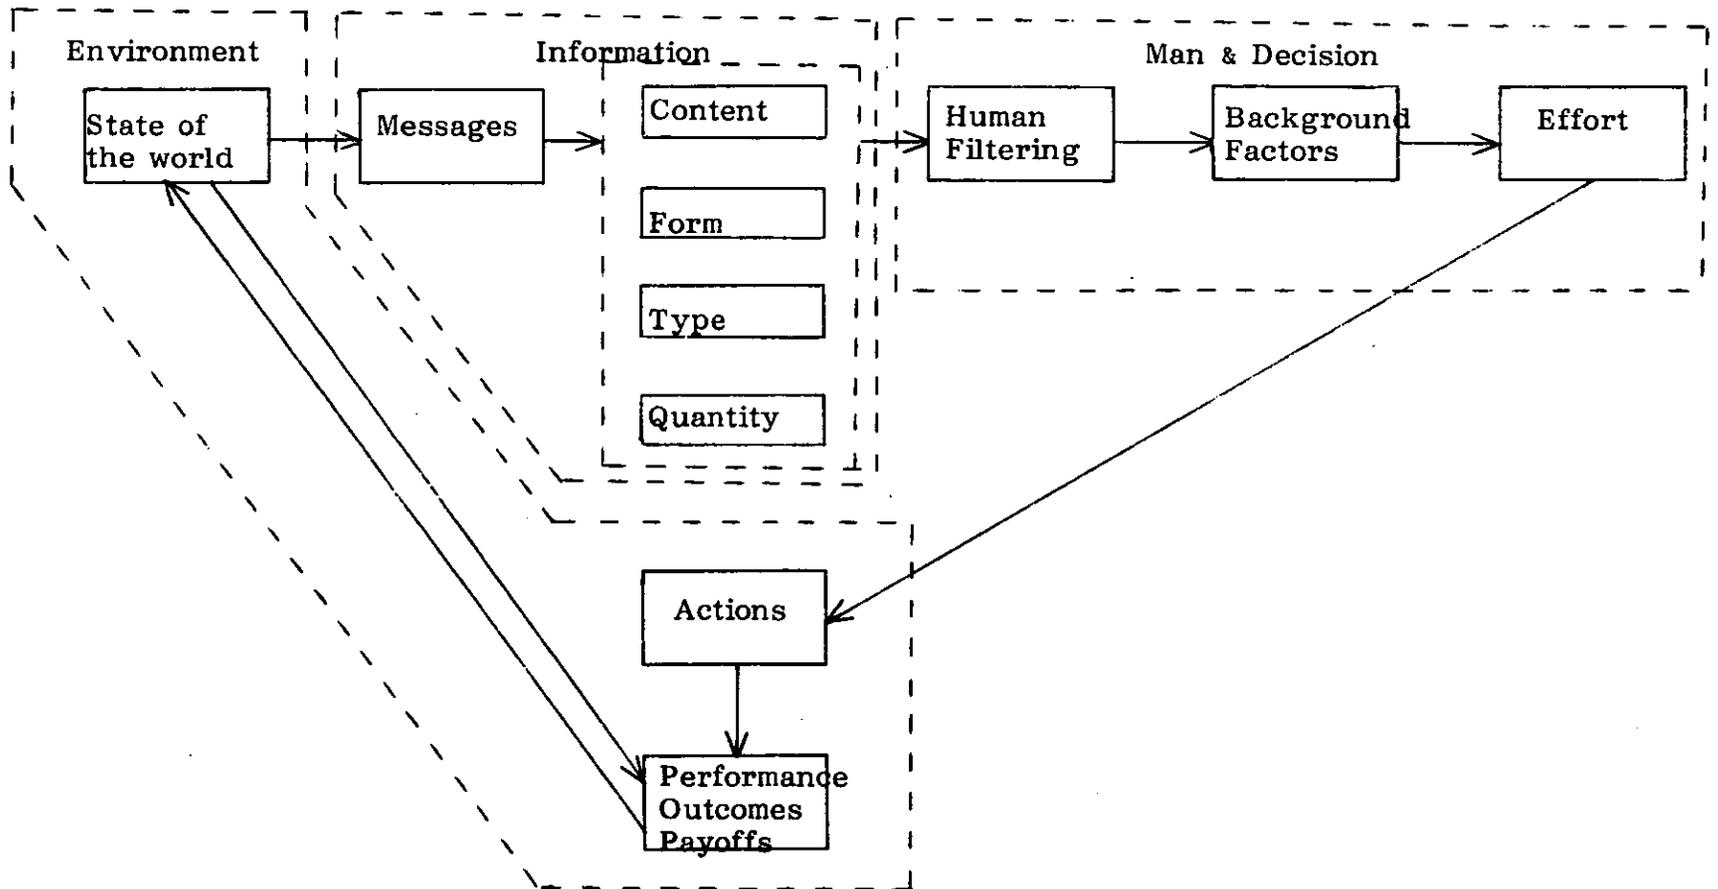 Environment
Information
Man & Decision
State of
the world
Messages
Content
Form
Type
Quantity
Human
Filtering
Background
Factors
Effort
Actions
Performance
Outcomes
Payoffs